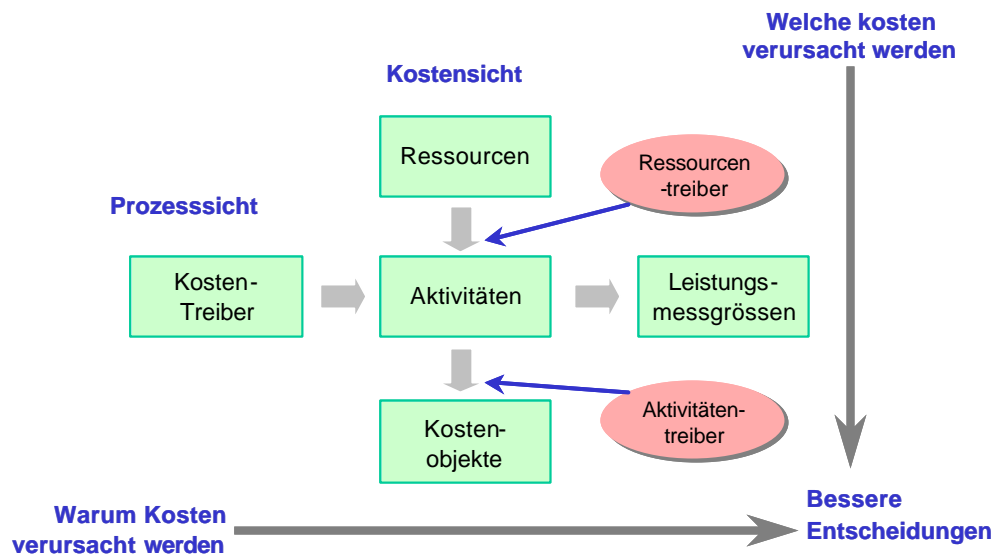 Welche kosten
verursacht werden
Kostensicht
Ressourcen
Ressourcen
-treiber
Prozesssicht
Kosten-
Treiber
Aktivitäten
Leistungs-
messgrössen
Kosten-
objekte
Aktivitäten-
treiber
Warum Kosten
verursacht werden
Bessere
Entscheidungen